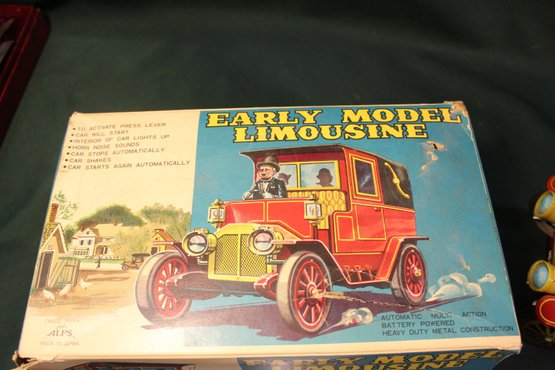 EARLY MODEL
LIMOUSINE
• TO ACTIVATE PRESS LEVER
• CAR WILL START
• INTERIOR OF CAR LIGHTS UP
• HORN NOISE SOUNDS
• CAR STOPS AUTOMATICALLY
• CAR SHAKES
• CAR STARTS AGAIN AUTOMATICALLY
TRADE MARK
ALPS
MADE IN JAPAN
AUTOMATIC MULTI ACTION
BATTERY POWERED
HEAVY DUTY METAL CONSTRUCTION
EARLY MODEL